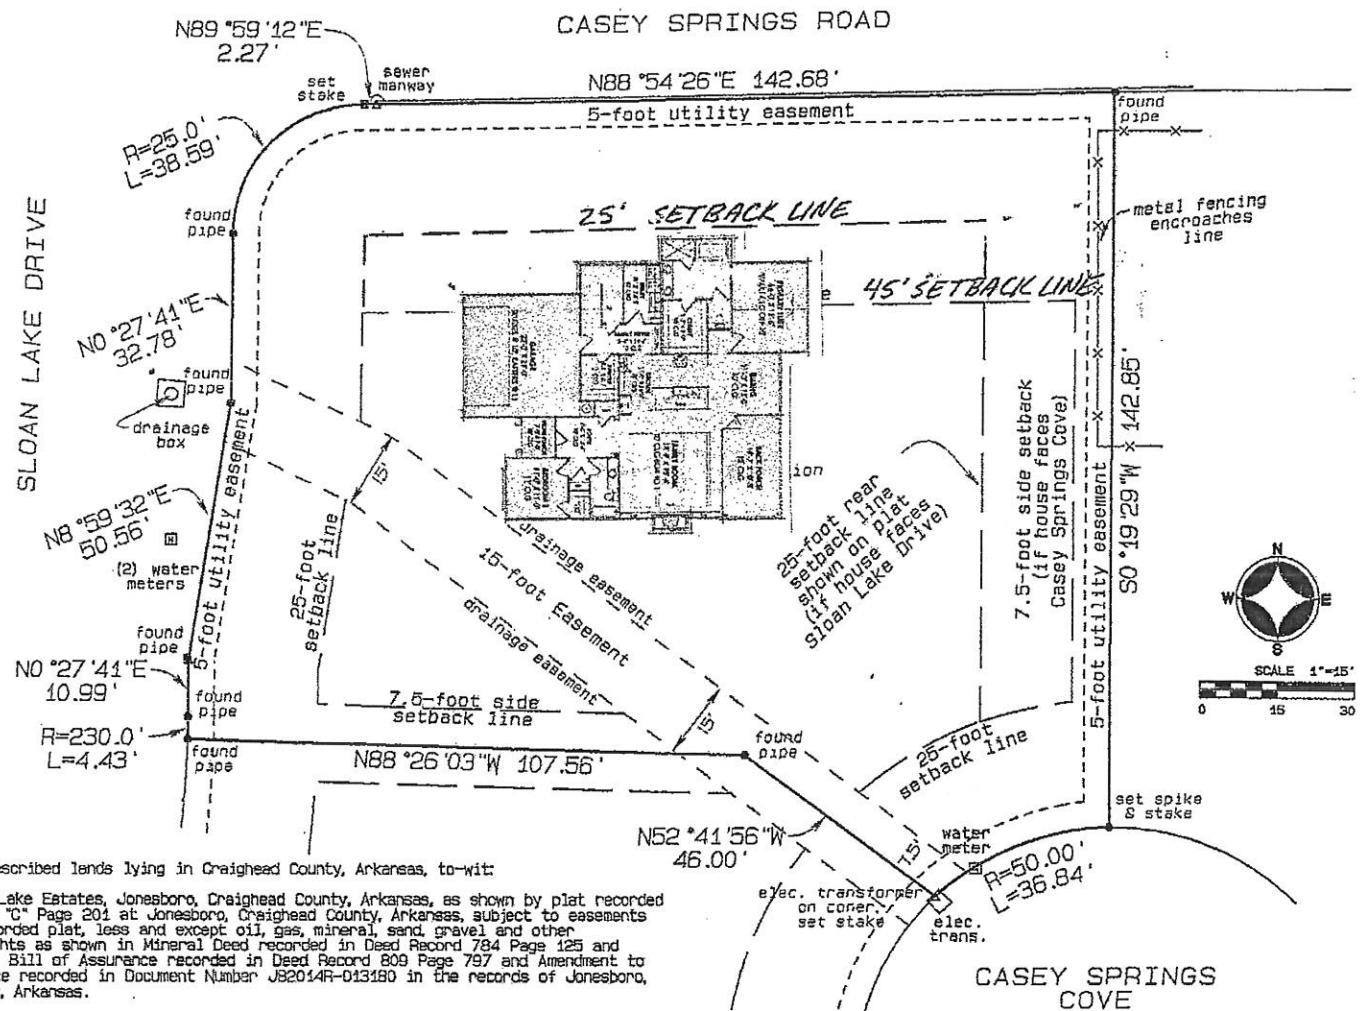 CASEY SPRINGS ROAD
N89°59'12"E
2.27'
set
stake
sewer
manway
N88°54'26"E 142.68'
5-foot utility easement
found
pipe
R=25.0'
L=38.59'
found
pipe
25' SETBACK LINE
metal fencing
encroaches
line
45' SETBACK LINE
SLOAN LAKE DRIVE
N0°27'41"E
32.78'
found
pipe
drainage
box
15'
N8°59'32"E
50.56'
(2) water
meters
5-foot utility easement
25-foot
setback line
drainage easement
15-foot Easement
drainage easement
ion
25-foot rear
setback line
shown on plat
(if house faces
Sloan Lake Drive)
7.5-foot side setback
(if house faces
Casey Springs Cove)
5-foot utility easement
S0°19'29"W 142.85'
N
W E
S
SCALE 1"=15'
0 15 30
found
pipe
N0°27'41"E
10.99'
found
pipe
R=230.0'
L=4.43'
found
pipe
7.5-foot side
setback line
15'
N88°26'03"W 107.56'
found
pipe
25-foot
setback line
set spike
& stake
N52°41'56"W
46.00'
7.5'
water
meter
R=50.00'
L=36.84'
elec. transformer
on coner,
set stake
elec.
trans.
CASEY SPRINGS
COVE
scribed lands lying in Craighead County, Arkansas, to-wit:
Lake Estates, Jonesboro, Craighead County, Arkansas, as shown by plat recorded
"C" Page 201 at Jonesboro, Craighead County, Arkansas, subject to easements
orded plat, less and except oil, gas, mineral, sand, gravel and other
hts as shown in Mineral Deed recorded in Deed Record 784 Page 125 and
Bill of Assurance recorded in Deed Record 809 Page 797 and Amendment to
e recorded in Document Number JB2014R-013180 in the records of Jonesboro,
, Arkansas.